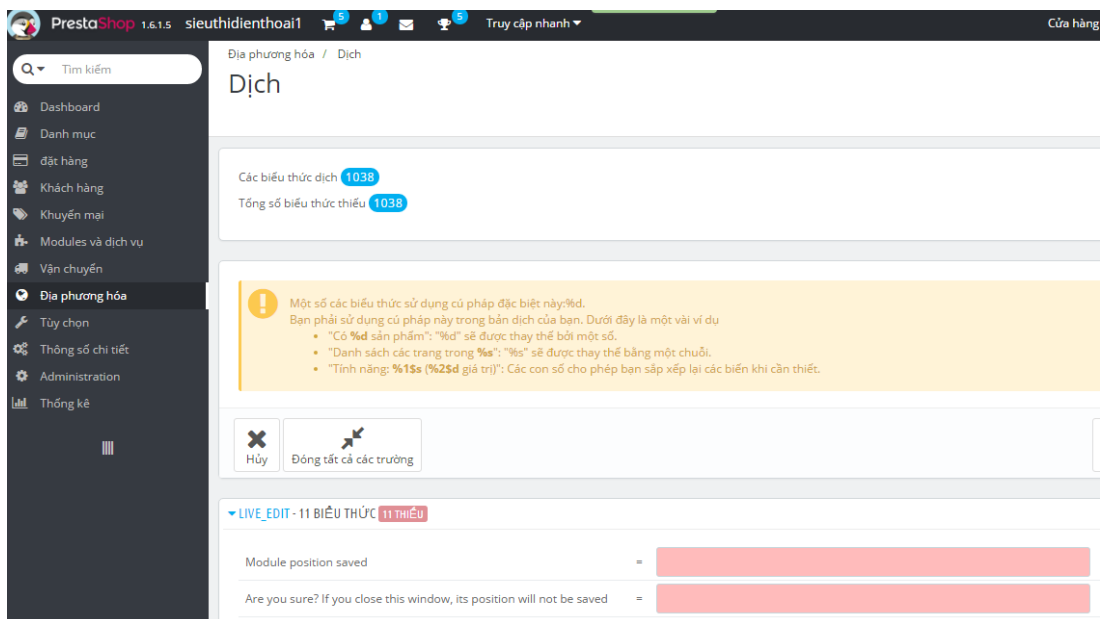 PrestaShop 1.6.1.5 sieuthidienthoai1 5 1 5 Truy cập nhanh Cửa hàng
Tìm kiếm
Dashboard
Danh mục
đặt hàng
Khách hàng
Khuyến mại
Modules và dịch vụ
Vận chuyển
Địa phương hóa
Tùy chọn
Thông số chi tiết
Administration
Thống kê
Địa phương hóa / Dịch
Dịch
Các biểu thức dịch 1038
Tổng số biểu thức thiếu 1038
Một số các biểu thức sử dụng cú pháp đặc biệt này:%d.
Bạn phải sử dụng cú pháp này trong bản dịch của bạn. Dưới đây là một vài ví dụ
"Có %d sản phẩm": "%d" sẽ được thay thế bởi một số.
"Danh sách các trang trong %s": "%s" sẽ được thay thế bằng một chuỗi.
"Tính năng: %1$s (%2$d giá trị)": Các con số cho phép bạn sắp xếp lại các biến khi cần thiết.
Hủy
Đóng tất cả các trường
LIVE_EDIT - 11 BIỂU THỨC 11 THIẾU
Module position saved =
Are you sure? If you close this window, its position will not be saved =